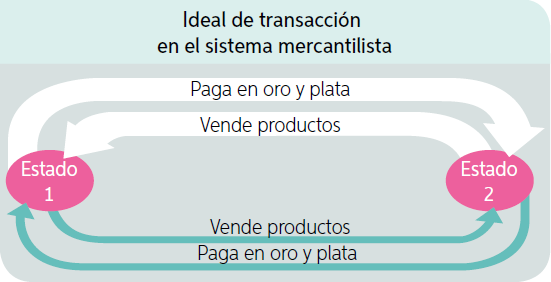 Ideal de transacción
en el sistema mercantilista
Paga en oro y plata
Vende productos
Estado
1
Estado
2
Vende productos
Paga en oro y plata